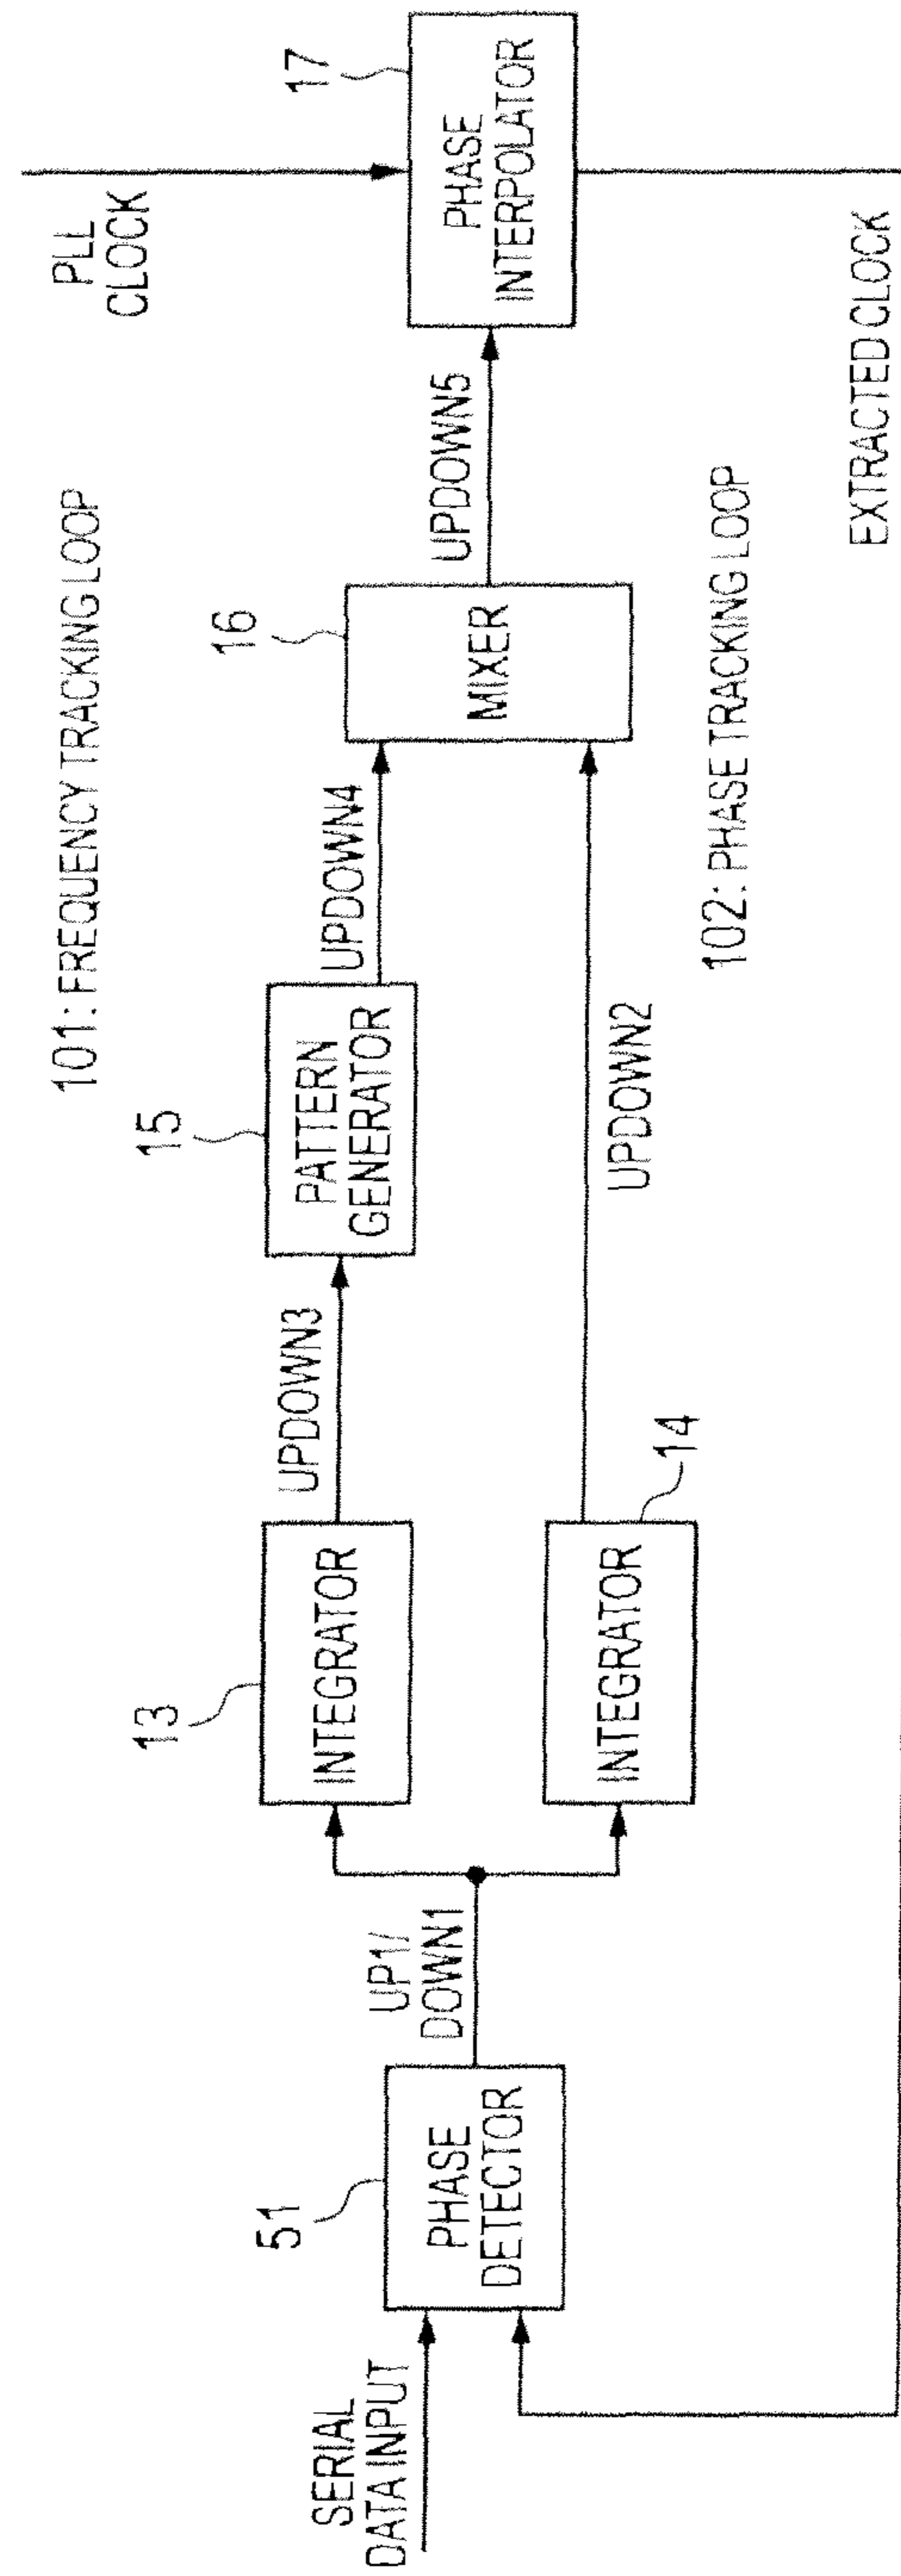 101: FREQUENCY TRACKING LOOP
PLL
CLOCK
17
PHASE
INTERPOLATOR
16
MIXER
UPDOWN5
15
PATTERN
GENERATOR
UPDOWN4
13
INTEGRATOR
UPDOWN3
14
INTEGRATOR
UPDOWN2
51
PHASE
DETECTOR
UP1/
DOWN1
SERIAL
DATA INPUT
102: PHASE TRACKING LOOP
EXTRACTED CLOCK